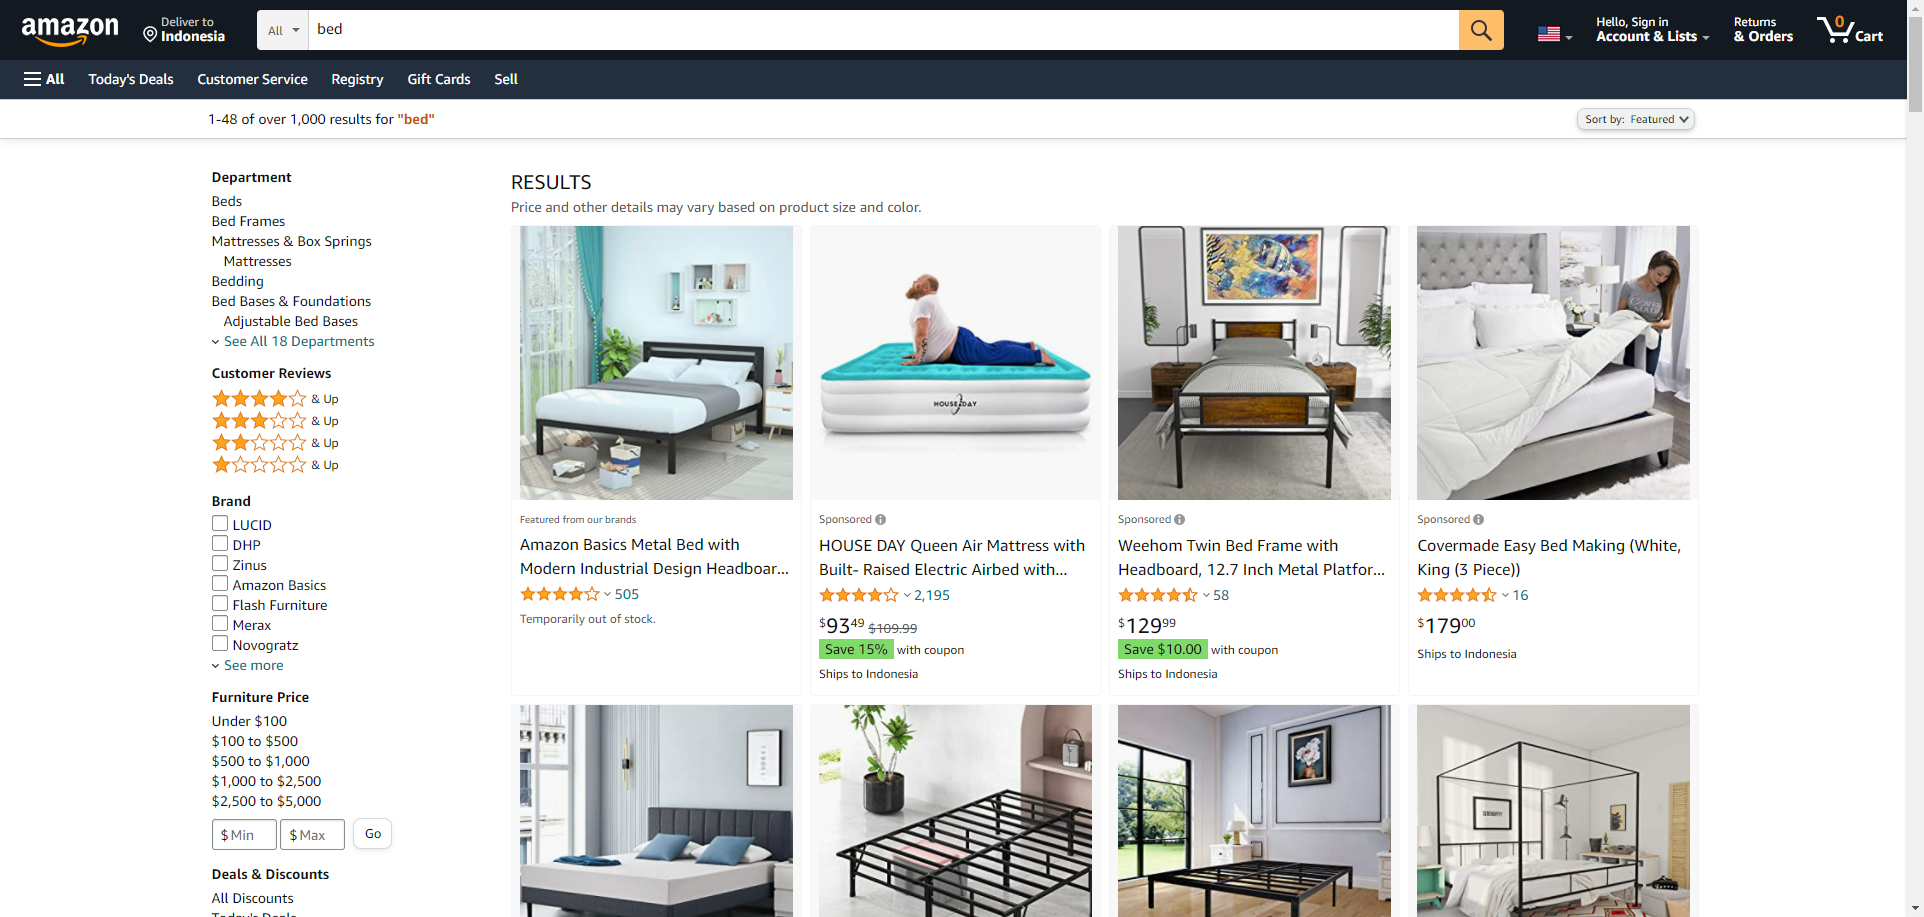 amazon
Deliver to
Indonesia
All
bed
Hello, Sign in
Account & Lists
Returns
& Orders
0
Cart
All
Today's Deals
Customer Service
Registry
Gift Cards
Sell
1-48 of over 1,000 results for "bed"
Sort by: Featured
Department
Beds
Bed Frames
Mattresses & Box Springs
Mattresses
Bedding
Bed Bases & Foundations
Adjustable Bed Bases
See All 18 Departments
Customer Reviews
& Up
& Up
& Up
& Up
Brand
LUCID
DHP
Zinus
Amazon Basics
Flash Furniture
Merax
Novogratz
See more
Furniture Price
Under $100
$100 to $500
$500 to $1,000
$1,000 to $2,500
$2,500 to $5,000
$ Min
$ Max
Go
Deals & Discounts
All Discounts
Today's Deals
RESULTS
Price and other details may vary based on product size and color.
Featured from our brands
Amazon Basics Metal Bed with
Modern Industrial Design Headboar...
505
Temporarily out of stock.
HOUSE DAY
Sponsored
HOUSE DAY Queen Air Mattress with
Built- Raised Electric Airbed with...
2,195
$93.49 $109.99
Save 15% with coupon
Ships to Indonesia
Sponsored
Weehom Twin Bed Frame with
Headboard, 12.7 Inch Metal Platfor...
58
$129.99
Save $10.00 with coupon
Ships to Indonesia
COVER
MADE
Sponsored
Covermade Easy Bed Making (White,
King (3 Piece))
16
$179.00
Ships to Indonesia
SERENDIPITY